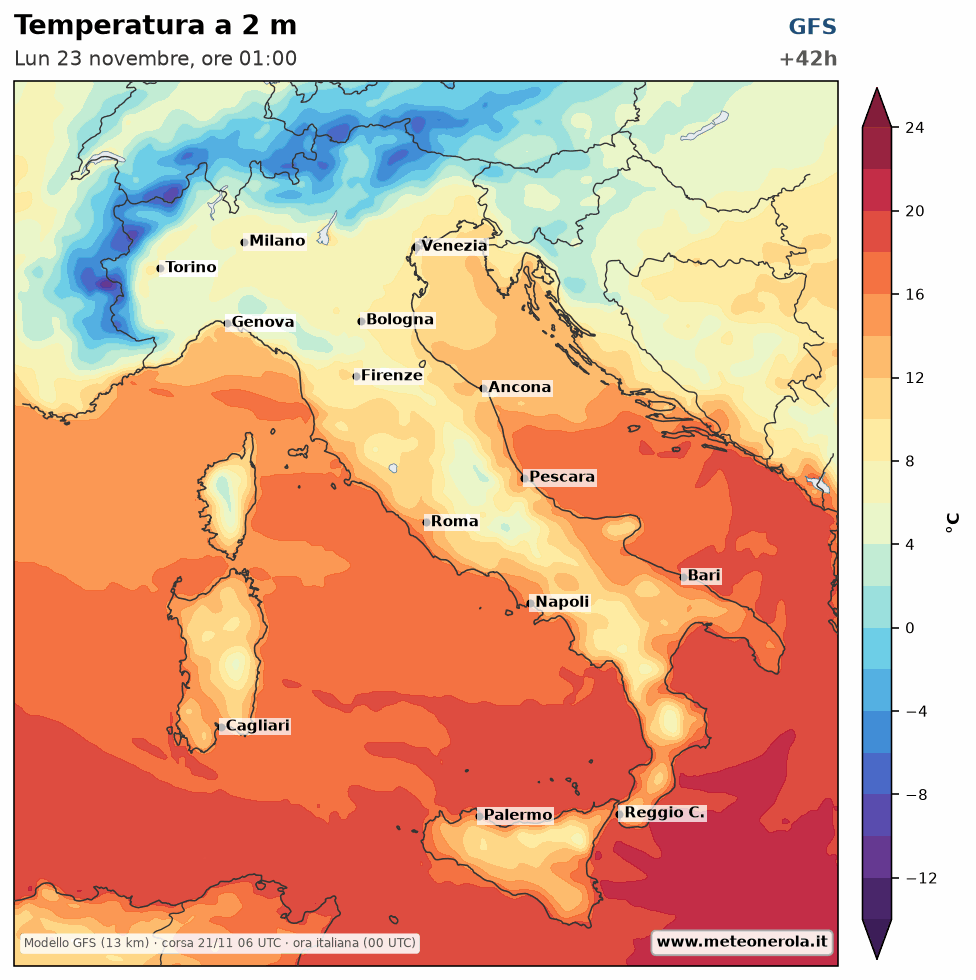 Temperatura a 2 m
GFS
Lun 23 novembre, ore 01:00
+42h
Milano
Venezia
Torino
Genova
Bologna
Firenze
Ancona
Pescara
Roma
Bari
Napoli
Cagliari
Palermo
Reggio C.
24
20
16
12
8
4
0
−4
−8
−12
°C
Modello GFS (13 km) · corsa 21/11 06 UTC · ora italiana (00 UTC)
www.meteonerola.it